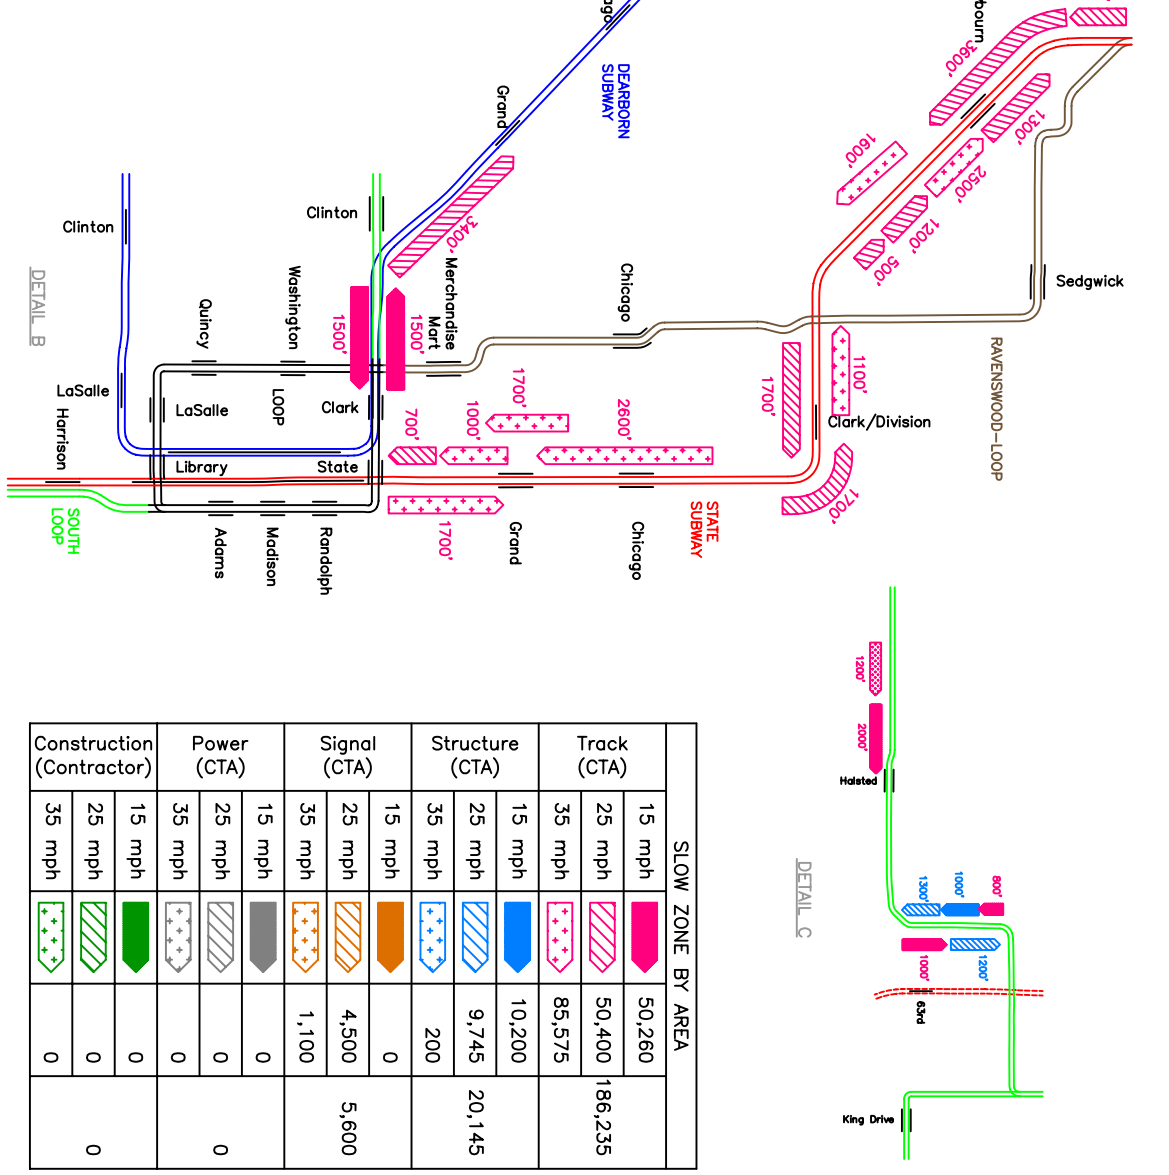 ago
DEARBORN
SUBWAY
Grand
3400'
bourn
3600'
1300'
2500'
1600'
1200'
500'
Clinton
Clinton
DETAIL B
Washington
Quincy
Merchandise
Mart
Chicago
Sedgwick
1500'
1500'
RAVENSWOOD-LOOP
1100'
1700'
Clark/Division
LaSalle
LaSalle
LOOP
Clark
Harrison
Library
State
700'
1000'
1700'
2600'
1700'
1700'
SOUTH
LOOP
STATE
SUBWAY
Adams
Madison
Randolph
Grand
Chicago
1200'
2000'
Halsted
DETAIL C
1300'
1000'
800'
1000'
1200'
63rd
King Drive
SLOW ZONE BY AREA
Track
(CTA)
15 mph
50,260
25 mph
50,400
35 mph
85,575
186,235
Structure
(CTA)
15 mph
10,200
25 mph
9,745
35 mph
200
20,145
Signal
(CTA)
15 mph
0
25 mph
4,500
35 mph
1,100
5,600
Power
(CTA)
15 mph
0
25 mph
0
35 mph
0
0
Construction
(Contractor)
15 mph
0
25 mph
0
35 mph
0
0